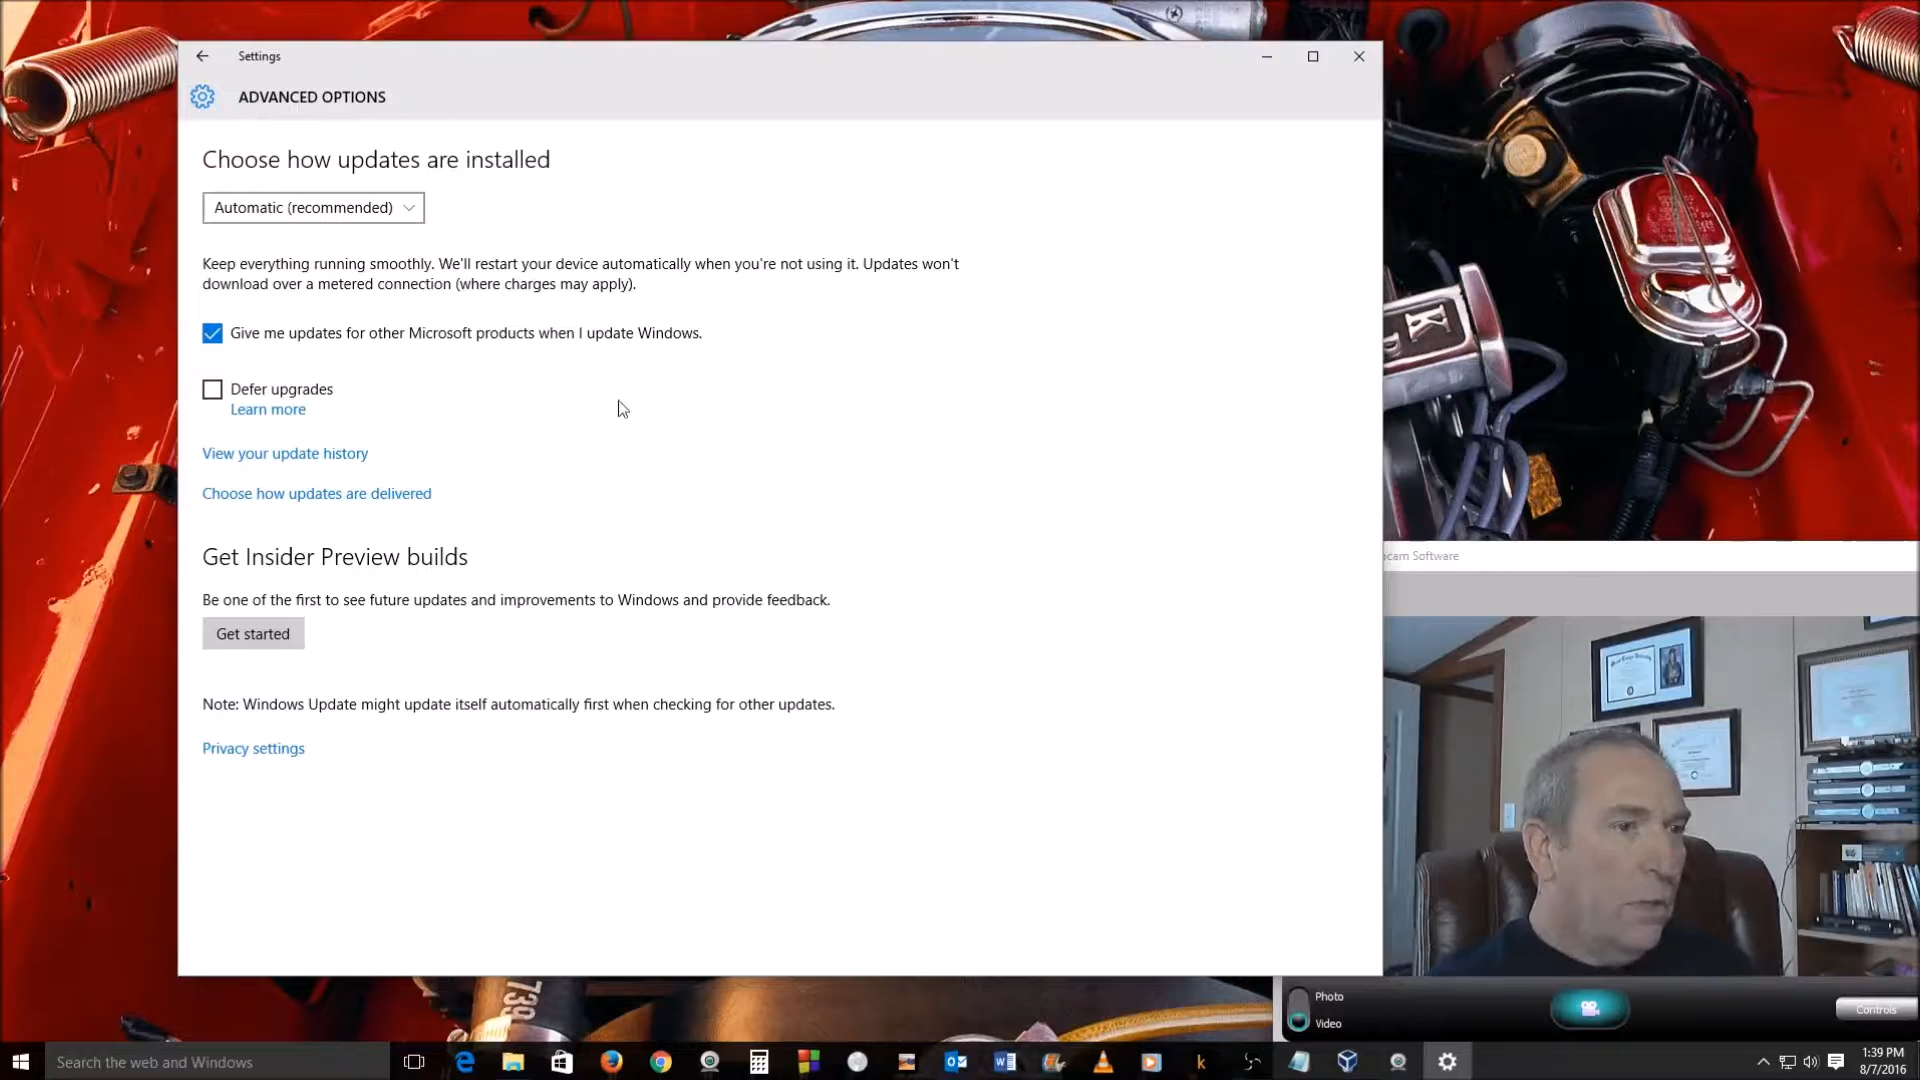 Settings
ADVANCED OPTIONS
Choose how updates are installed
Automatic (recommended)
Keep everything running smoothly. We'll restart your device automatically when you're not using it. Updates won't
download over a metered connection (where charges may apply).
Give me updates for other Microsoft products when I update Windows.
Defer upgrades
Learn more
View your update history
Choose how updates are delivered
Get Insider Preview builds
Be one of the first to see future updates and improvements to Windows and provide feedback.
Get started
Note: Windows Update might update itself automatically first when checking for other updates.
Privacy settings
cam Software
Photo
Video
Controls
739
Search the web and Windows
1:39 PM
8/7/2016